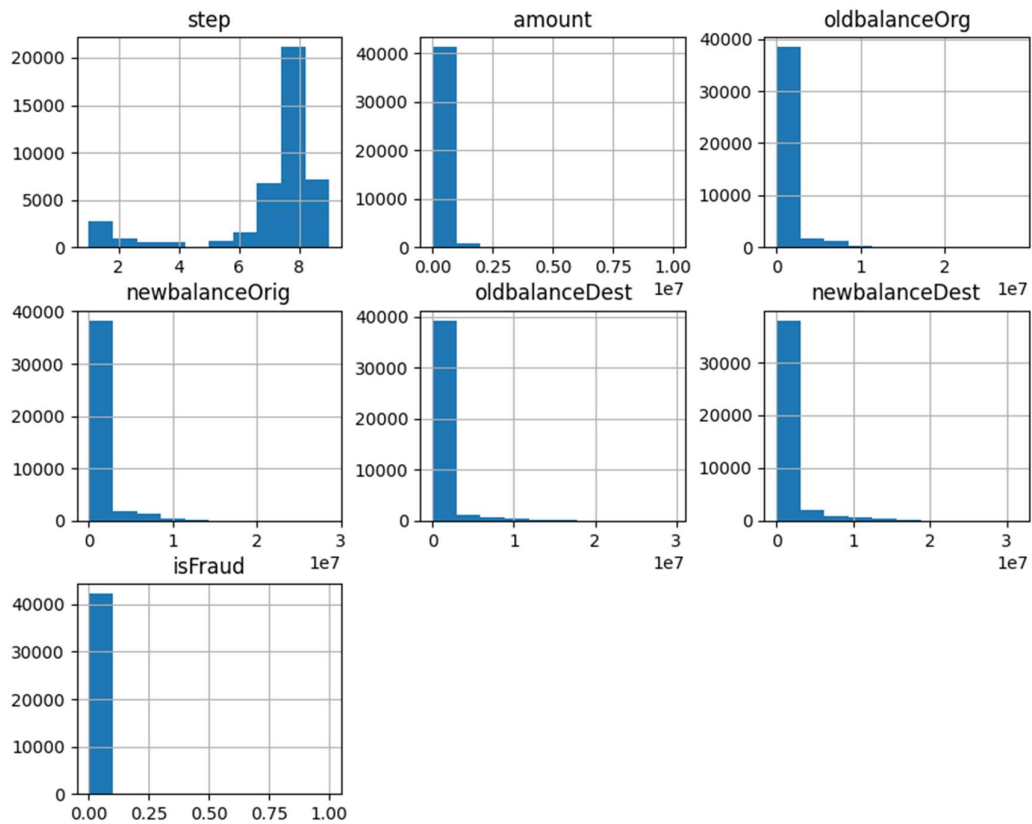 step amount oldbalanceOrg
20000 40000 40000
15000 30000 30000
10000 20000 20000
5000 10000 10000
0 0 0
2 4 6 8 0.00 0.25 0.50 0.75 1.00 0 1 2
1e7 1e7
newbalanceOrig oldbalanceDest newbalanceDest
40000 40000
30000 30000 30000
20000 20000 20000
10000 10000 10000
0 0 0
0 1 2 3 0 1 2 3 0 1 2 3
1e7 1e7 1e7
isFraud
40000
30000
20000
10000
0
0.00 0.25 0.50 0.75 1.00